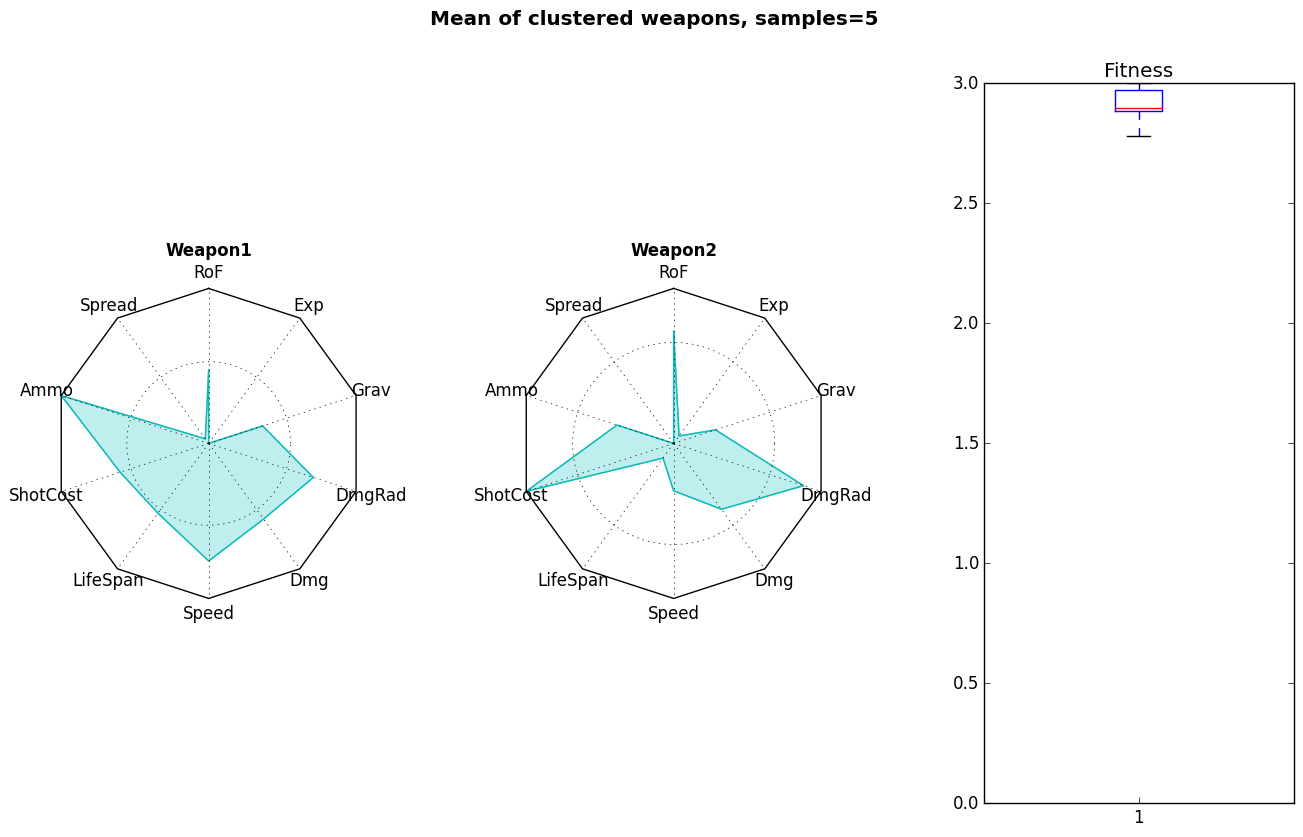 Mean of clustered weapons, samples=5
Weapon1
RoF
Spread
Exp
Ammo
Grav
ShotCost
DmgRad
LifeSpan
Dmg
Speed
Weapon2
RoF
Spread
Exp
Ammo
Grav
ShotCost
DmgRad
LifeSpan
Dmg
Speed
Fitness
3.0
2.5
2.0
1.5
1.0
0.5
0.0
1